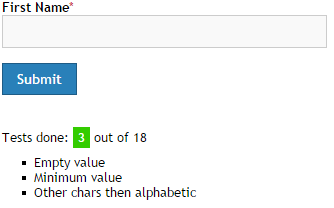 First Name*
Submit
Tests done: 3 out of 18
Empty value
Minimum value
Other chars then alphabetic